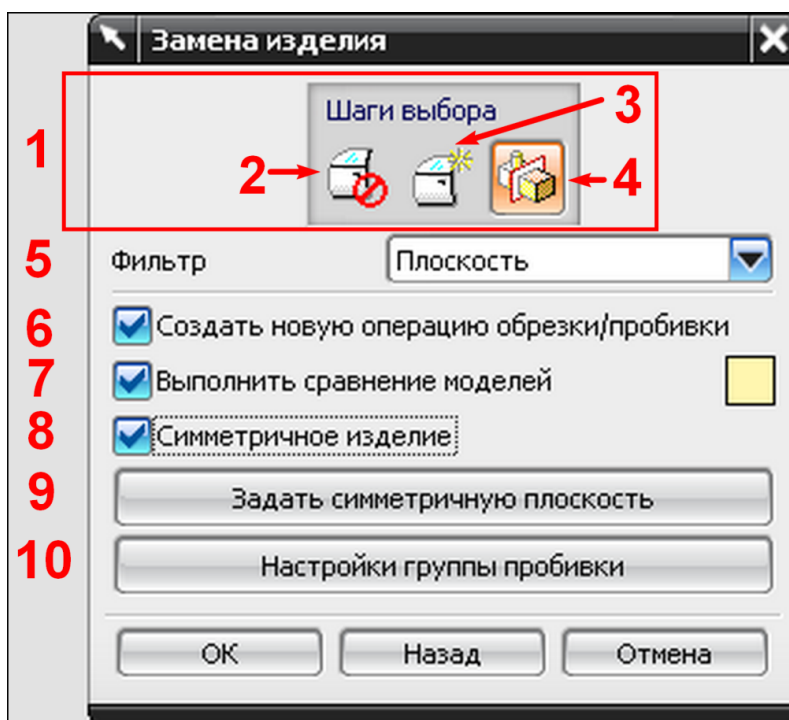 Замена изделия
Шаги выбора 3
1
2 4
5 Фильтр Плоскость
6 Создать новую операцию обрезки/пробивки
7 Выполнить сравнение моделей
8 Симметричное изделие
9 Задать симметричную плоскость
10 Настройки группы пробивки
ОК Назад Отмена